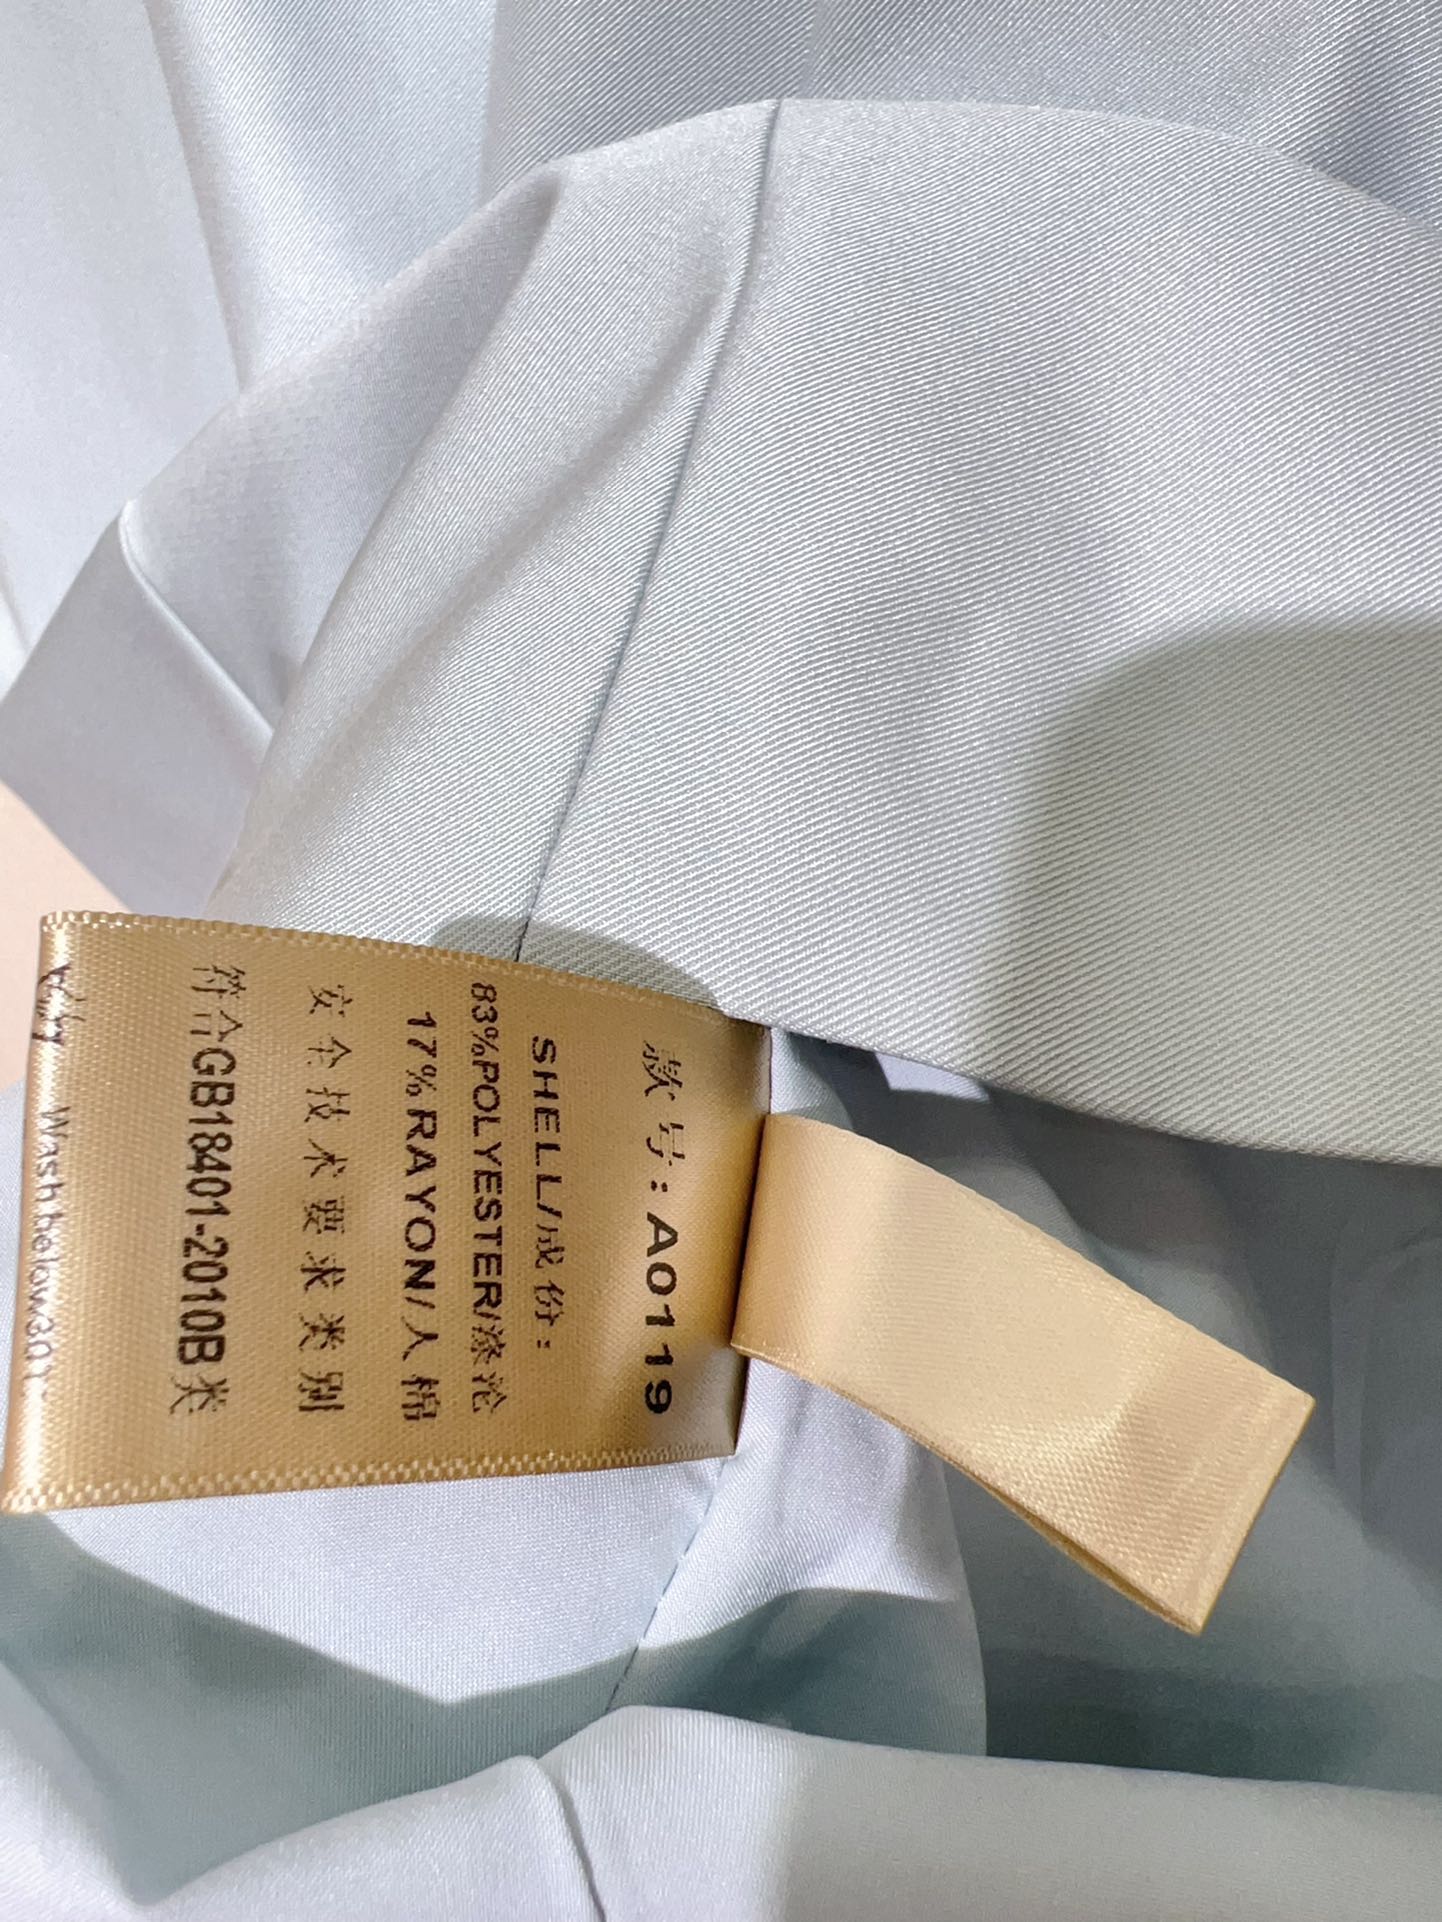 款号:A0119
SHELL/成份:
83%POLYESTER/涤沦
17%RAYON/人棉
安全技术要求类别
符合GB18401-2010B类
Wash below 30